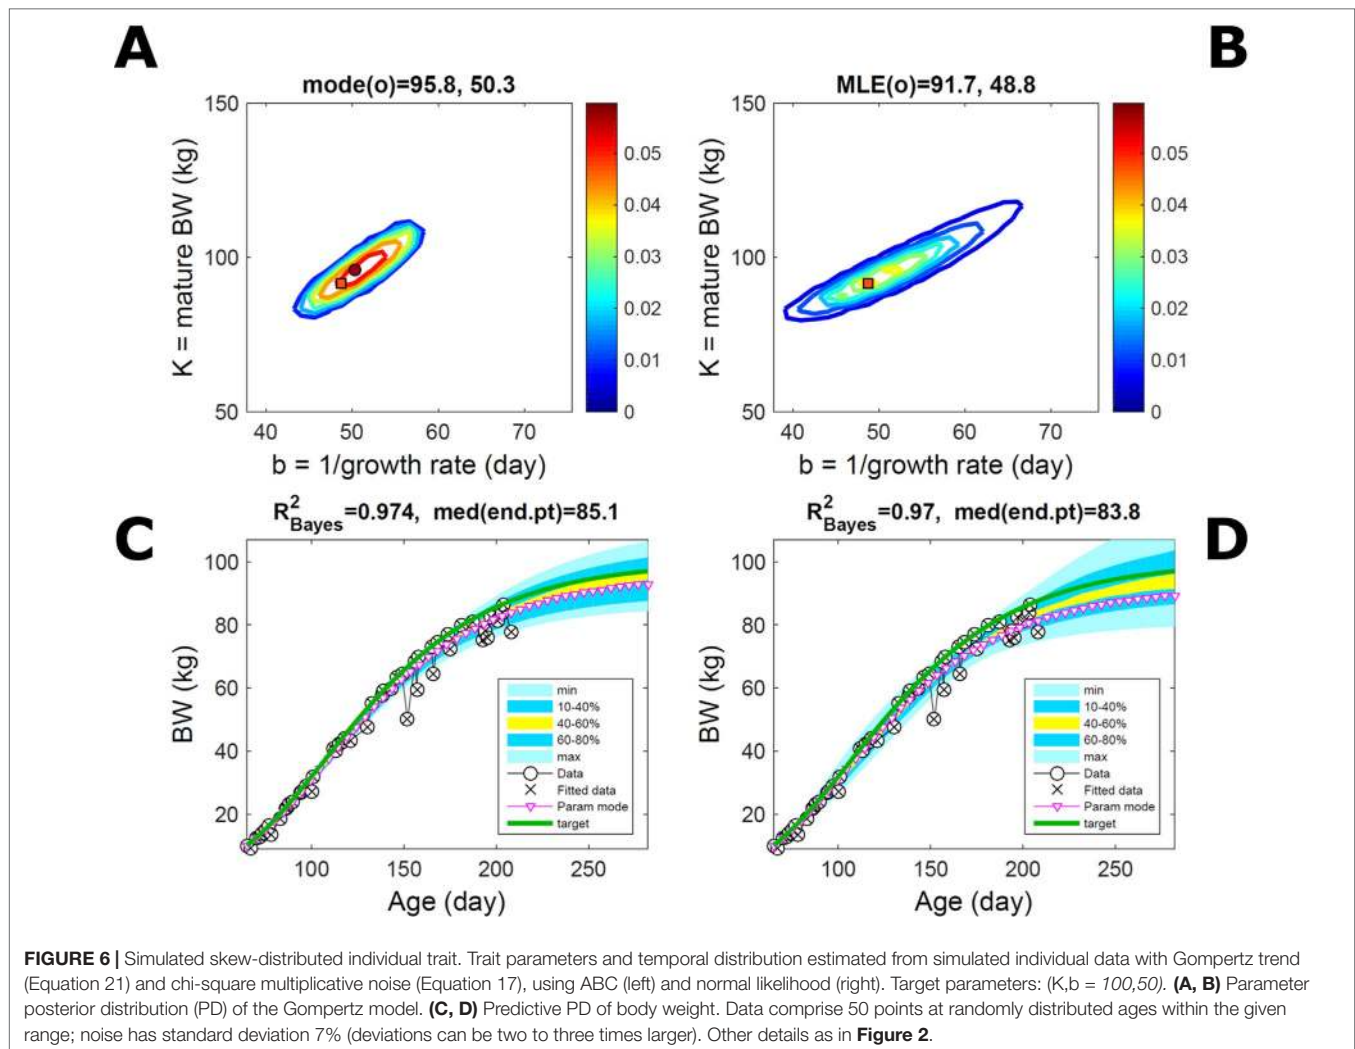 A
B
mode(o)=95.8, 50.3
MLE(o)=91.7, 48.8
150
100
50
K = mature BW (kg)
40 50 60 70
b = 1/growth rate (day)
0.05
0.04
0.03
0.02
0.01
0
150
100
50
K = mature BW (kg)
40 50 60 70
b = 1/growth rate (day)
0.05
0.04
0.03
0.02
0.01
0
C
D
R²Bayes=0.974, med(end.pt)=85.1
R²Bayes=0.97, med(end.pt)=83.8
100
80
60
40
20
BW (kg)
100 150 200 250
Age (day)
min
10-40%
40-60%
60-80%
max
Data
Fitted data
Param mode
target
100
80
60
40
20
BW (kg)
100 150 200 250
Age (day)
min
10-40%
40-60%
60-80%
max
Data
Fitted data
Param mode
target
FIGURE 6 | Simulated skew-distributed individual trait. Trait parameters and temporal distribution estimated from simulated individual data with Gompertz trend
(Equation 21) and chi-square multiplicative noise (Equation 17), using ABC (left) and normal likelihood (right). Target parameters: (K,b = 100,50). (A, B) Parameter
posterior distribution (PD) of the Gompertz model. (C, D) Predictive PD of body weight. Data comprise 50 points at randomly distributed ages within the given
range; noise has standard deviation 7% (deviations can be two to three times larger). Other details as in Figure 2.